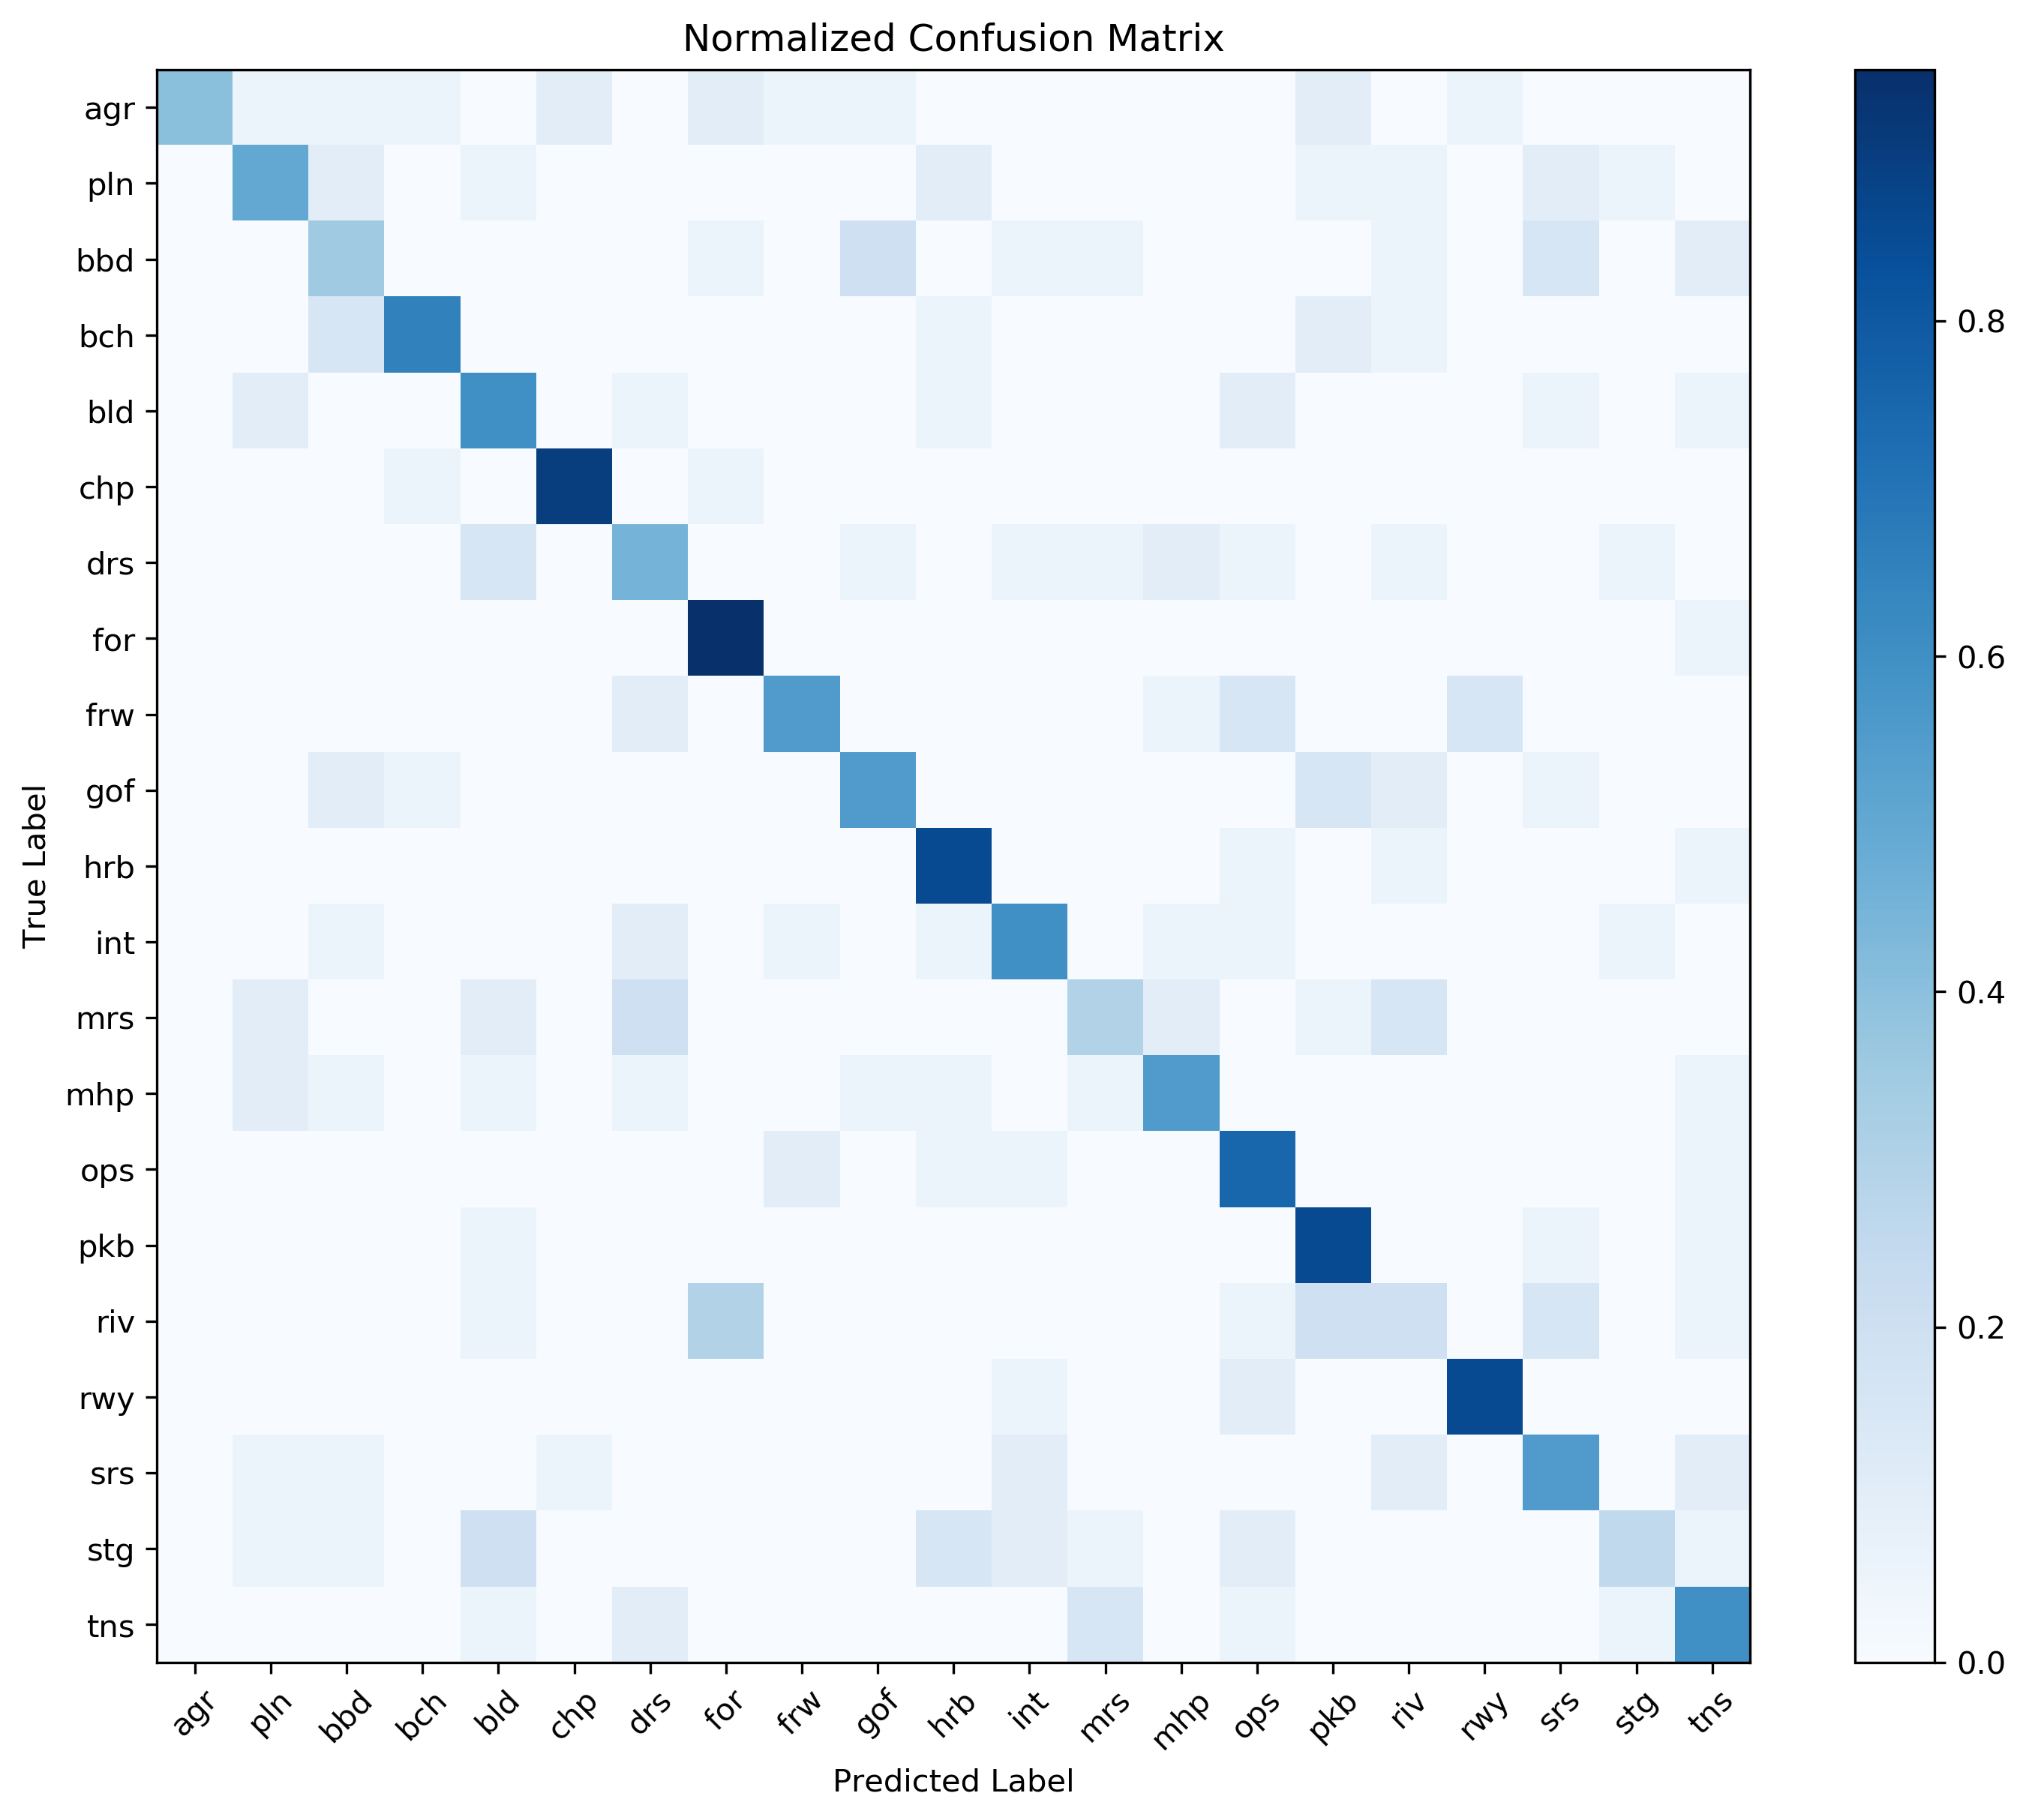 Normalized Confusion Matrix
agr
pln
bbd
bch
bld
chp
drs
for
frw
gof
hrb
int
mrs
mhp
ops
pkb
riv
rwy
srs
stg
tns
True Label
agr pln bbd bch bld chp drs for frw gof hrb int mrs mhp ops pkb riv rwy srs stg tns
Predicted Label
0.8
0.6
0.4
0.2
0.0